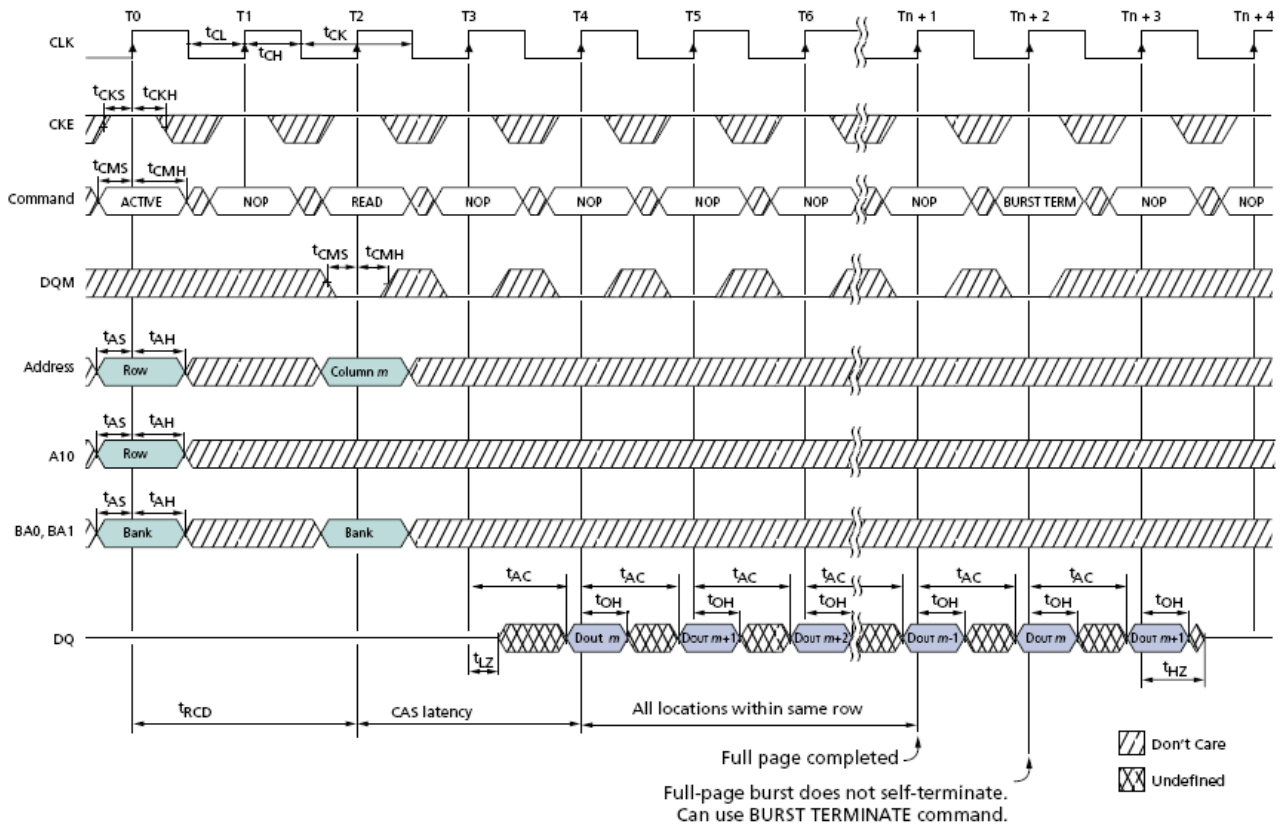 T0 T1 T2 T3 T4 T5 T6 Tn + 1 Tn + 2 Tn + 3 Tn + 4
CLK
tCL tCK
tCH
tCKS tCKH
CKE
tCMS tCMH
Command ACTIVE NOP READ NOP NOP NOP NOP NOP BURST TERM NOP NOP
tCMS tCMH
DQM
tAS tAH
Address Row Column m
tAS tAH
A10 Row
tAS tAH
BA0, BA1 Bank Bank
tAC tAC tAC tAC tAC tAC
tOH tOH tOH tOH tOH tOH
DQ Dout m Dout m+1 Dout m+2 Dout m-1 Dout m Dout m+1
tLZ tHZ
tRCD CAS latency All locations within same row
Full page completed
Don't Care
Undefined
Full-page burst does not self-terminate.
Can use BURST TERMINATE command.